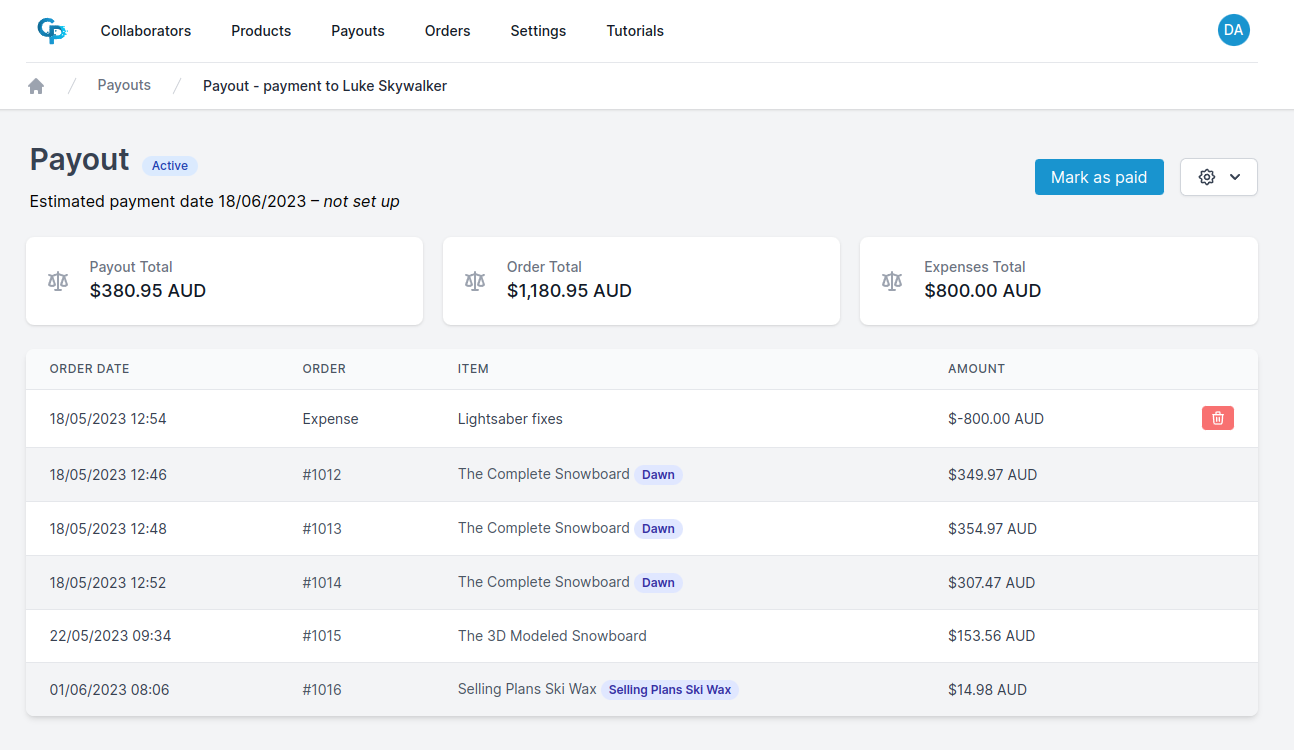 CP Collaborators Products Payouts Orders Settings Tutorials DA
Payouts Payout - payment to Luke Skywalker
Payout Active
Mark as paid
Estimated payment date 18/06/2023 – not set up
Payout Total Order Total Expenses Total
$380.95 AUD $1,180.95 AUD $800.00 AUD
ORDER DATE ORDER ITEM AMOUNT
18/05/2023 12:54 Expense Lightsaber fixes $-800.00 AUD
18/05/2023 12:46 #1012 The Complete Snowboard Dawn $349.97 AUD
18/05/2023 12:48 #1013 The Complete Snowboard Dawn $354.97 AUD
18/05/2023 12:52 #1014 The Complete Snowboard Dawn $307.47 AUD
22/05/2023 09:34 #1015 The 3D Modeled Snowboard $153.56 AUD
01/06/2023 08:06 #1016 Selling Plans Ski Wax Selling Plans Ski Wax $14.98 AUD